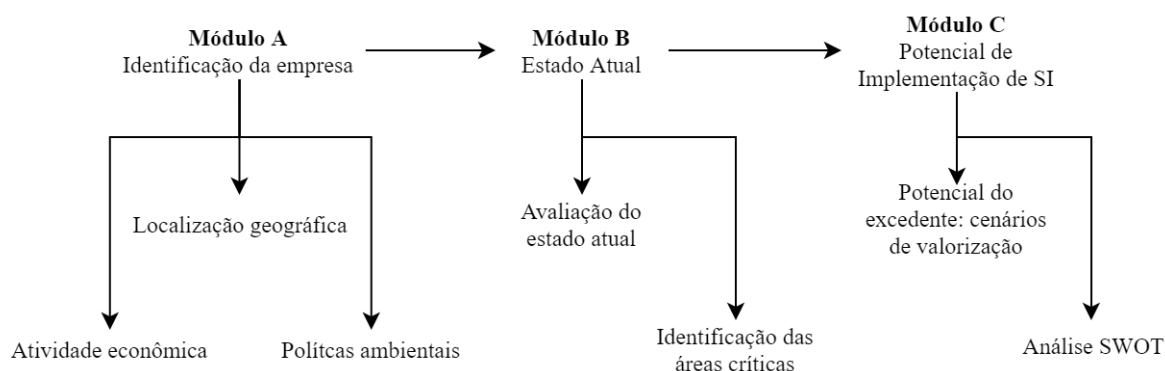 Módulo A
Identificação da empresa
Módulo B
Estado Atual
Módulo C
Potencial de
Implementação de SI
Localização geográfica
Atividade econômica
Polítcas ambientais
Avaliação do
estado atual
Identificação das
áreas críticas
Potencial do
excedente: cenários
de valorização
Análise SWOT